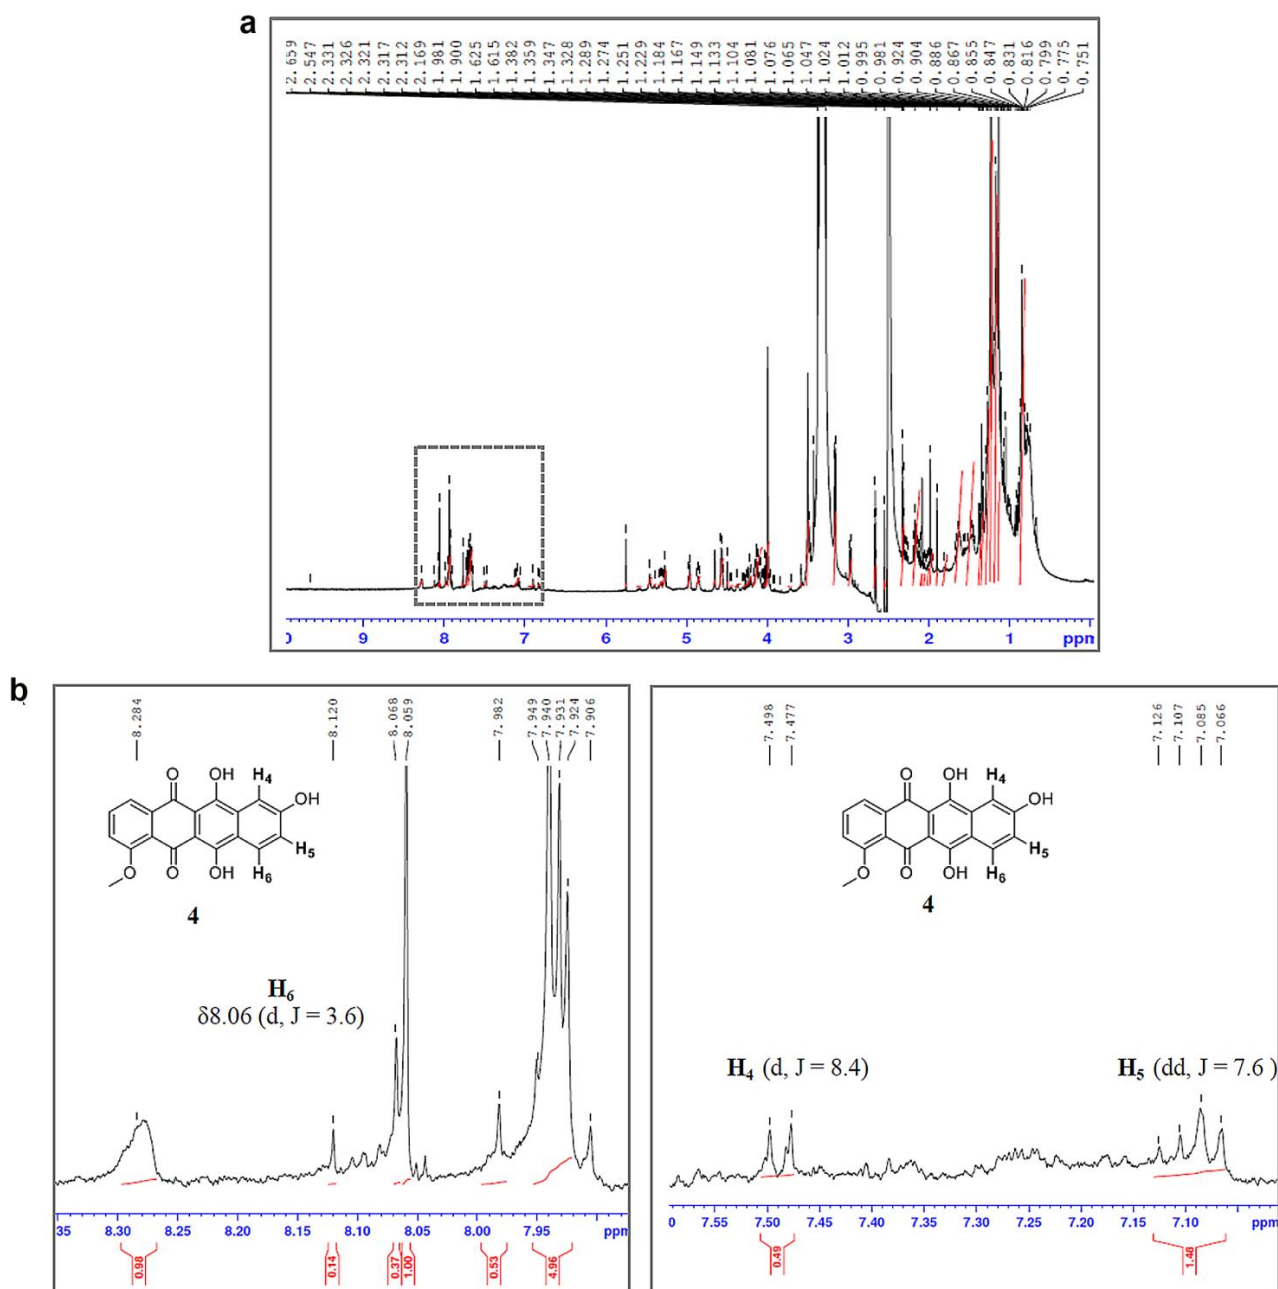 a
2.659 2.547 2.331 2.326 2.321 2.317 2.312 2.169 1.981 1.900 1.625 1.615 1.382 1.359 1.347 1.328 1.289 1.274 1.251 1.229 1.184 1.167 1.149 1.133 1.104 1.081 1.076 1.065 1.047 1.024 1.012 0.995 0.981 0.924 0.904 0.886 0.867 0.855 0.847 0.831 0.816 0.799 0.775 0.751
0 9 8 7 6 5 4 3 2 1 ppm
b
8.284 8.120 8.068 8.059 7.982 7.949 7.940 7.931 7.924 7.906
O OH H4
OH
H5
O O OH H6
4
H6
δ8.06 (d, J = 3.6)
35 8.30 8.25 8.20 8.15 8.10 8.05 8.00 7.95 ppm
0.98 0.14 0.37 1.00 0.53 4.96
7.498 7.477 7.126 7.107 7.085 7.066
O OH H4
OH
H5
O O OH H6
4
H4 (d, J = 8.4) H5 (dd, J = 7.6 )
0 7.55 7.50 7.45 7.40 7.35 7.30 7.25 7.20 7.15 7.10 ppm
0.49 1.48